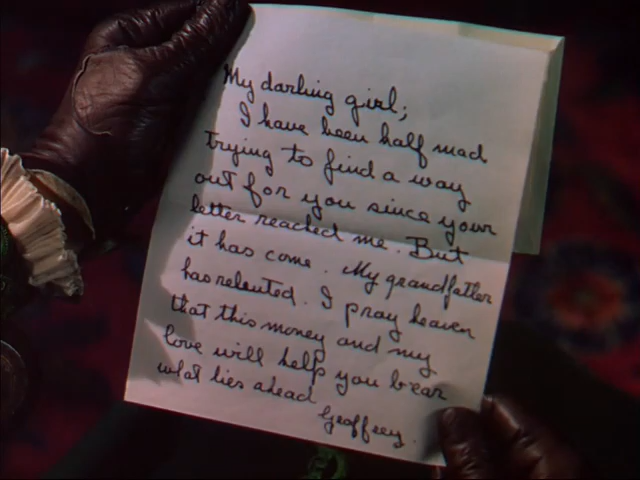 My darling girl;
I have been half mad
trying to find a way
out for you since your
letter reached me. But
it has come. My grandfather
has relented. I pray heaven
that this money and my
love will help you bear
what lies ahead
Geoffrey.